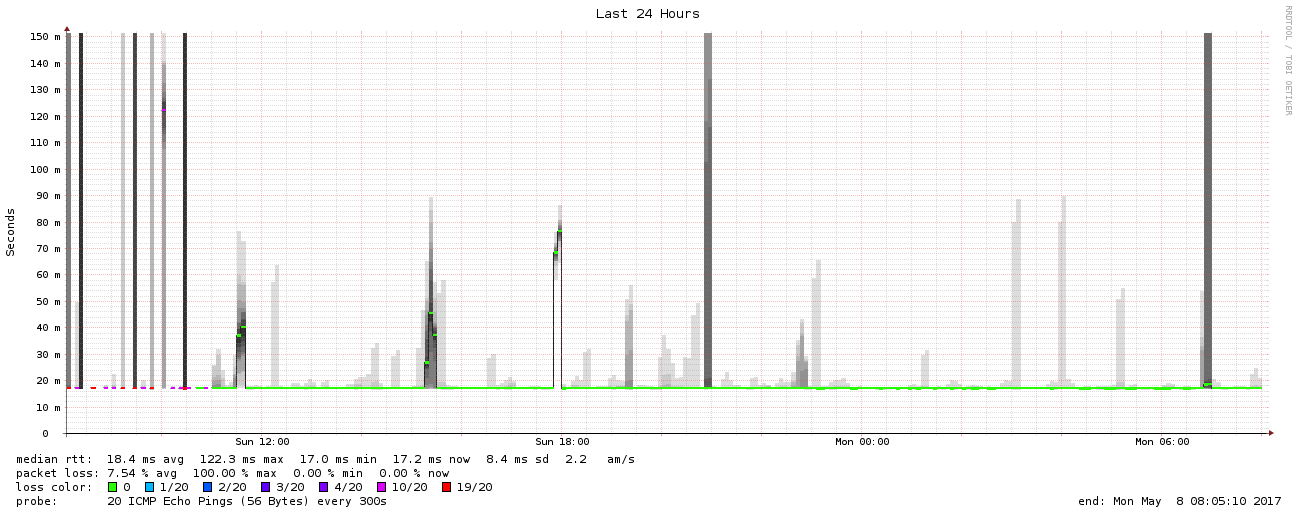 Last 24 Hours
RRDTOOL / TOBI OETIKER
Seconds
150 m
140 m
130 m
120 m
110 m
100 m
90 m
80 m
70 m
60 m
50 m
40 m
30 m
20 m
10 m
0
Sun 12:00 Sun 18:00 Mon 00:00 Mon 06:00
median rtt: 18.4 ms avg 122.3 ms max 17.0 ms min 17.2 ms now 8.4 ms sd 2.2 am/s
packet loss: 7.54 % avg 100.00 % max 0.00 % min 0.00 % now
loss color: 0 1/20 2/20 3/20 4/20 10/20 19/20
probe: 20 ICMP Echo Pings (56 Bytes) every 300s end: Mon May 8 08:05:10 2017